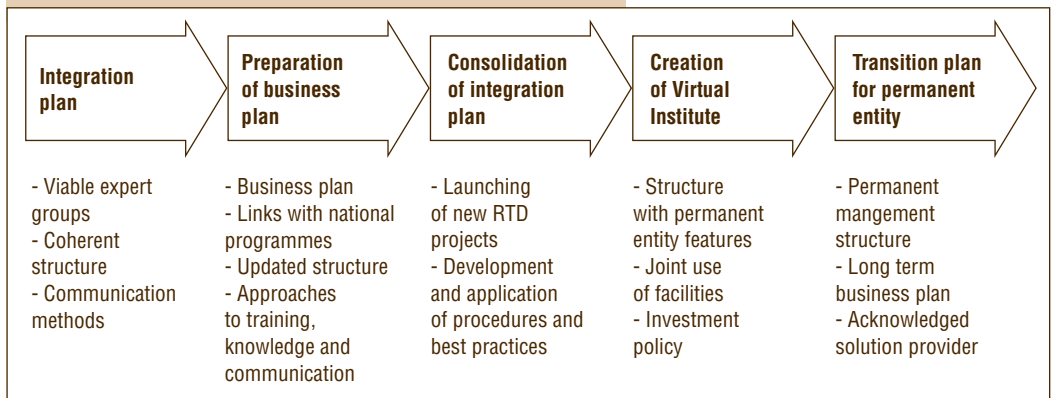 Integration
plan
Preparation
of business
plan
Consolidation
of integration
plan
Creation
of Virtual
Institute
Transition plan
for permanent
entity
- Viable expert
groups
- Coherent
structure
- Communication
methods
- Business plan
- Links with national
programmes
- Updated structure
- Approaches
to training,
knowledge and
communication
- Launching
of new RTD
projects
- Development
and application
of procedures and
best practices
- Structure
with permanent
entity features
- Joint use
of facilities
- Investment
policy
- Permanent
mangement
structure
- Long term
business plan
- Acknowledged
solution provider